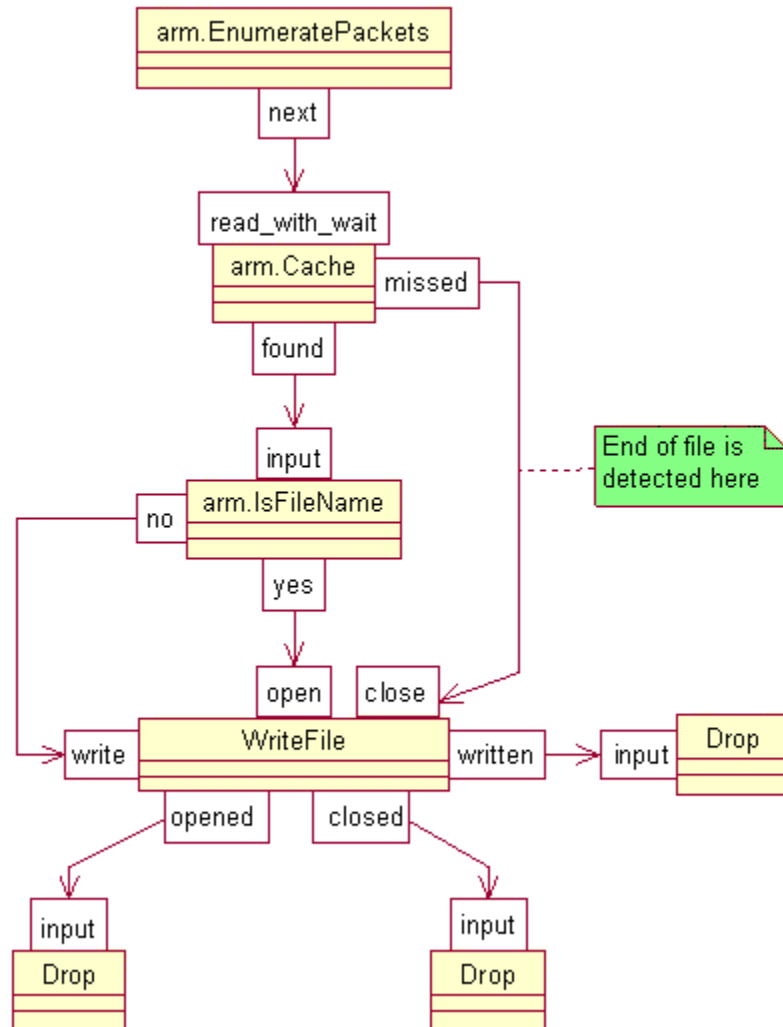 arm.EnumeratePackets
next
read_with_wait
arm.Cache
missed
found
End of file is
detected here
input
arm.IsFileName
no
yes
open
close
write
WriteFile
written
input
Drop
opened
closed
input
input
Drop
Drop